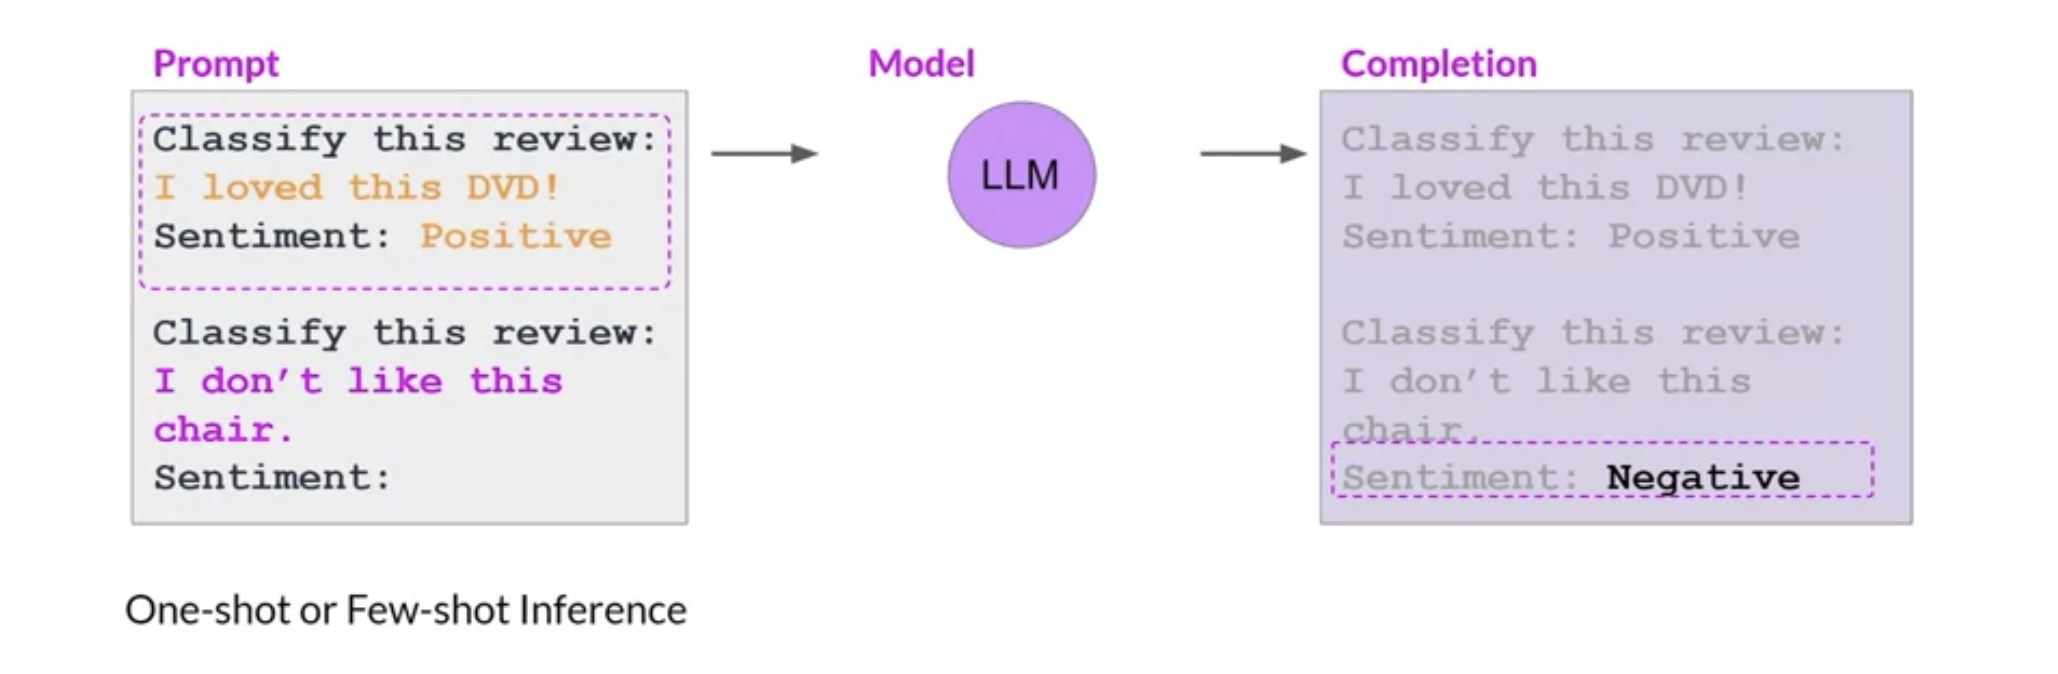 Prompt
Classify this review:
I loved this DVD!
Sentiment: Positive
Classify this review:
I don’t like this
chair.
Sentiment:
Model
LLM
Completion
Classify this review:
I loved this DVD!
Sentiment: Positive
Classify this review:
I don’t like this
chair.
Sentiment: Negative
One-shot or Few-shot Inference